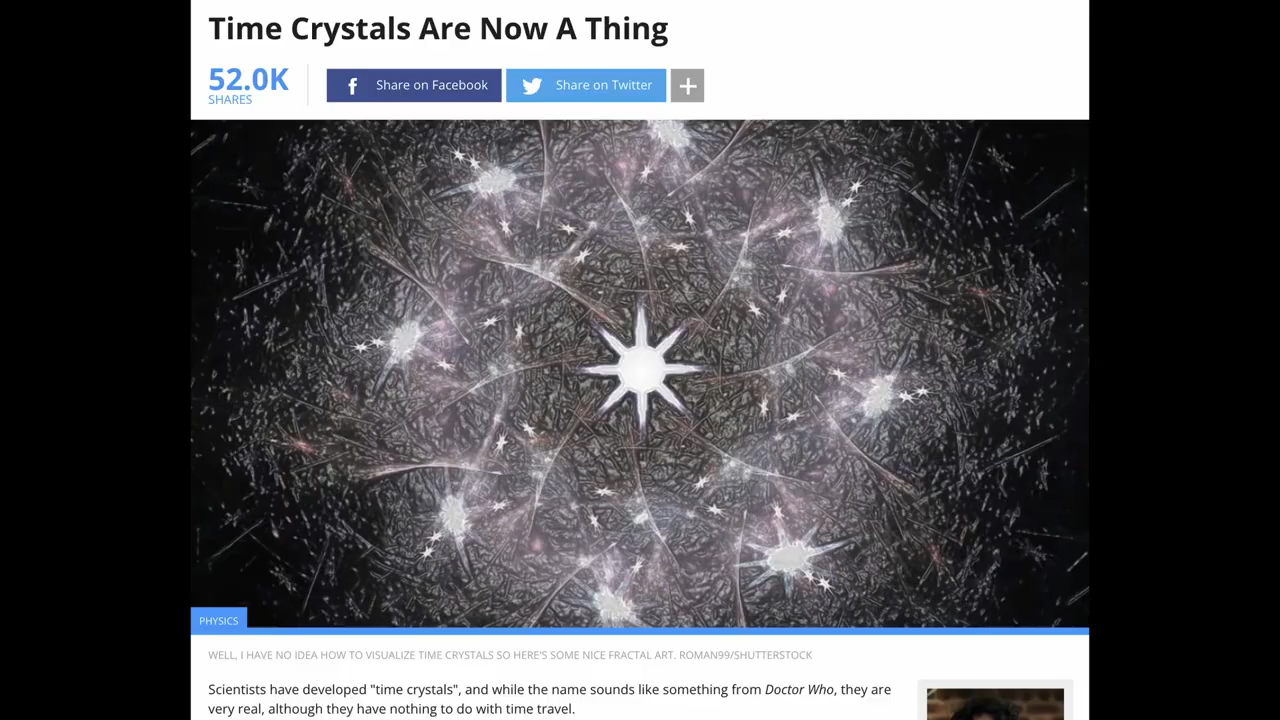 Time Crystals Are Now A Thing
52.0K
SHARES
Share on Facebook
Share on Twitter
PHYSICS
WELL, I HAVE NO IDEA HOW TO VISUALIZE TIME CRYSTALS SO HERE'S SOME NICE FRACTAL ART. ROMAN99/SHUTTERSTOCK
Scientists have developed "time crystals", and while the name sounds like something from Doctor Who, they are
very real, although they have nothing to do with time travel.